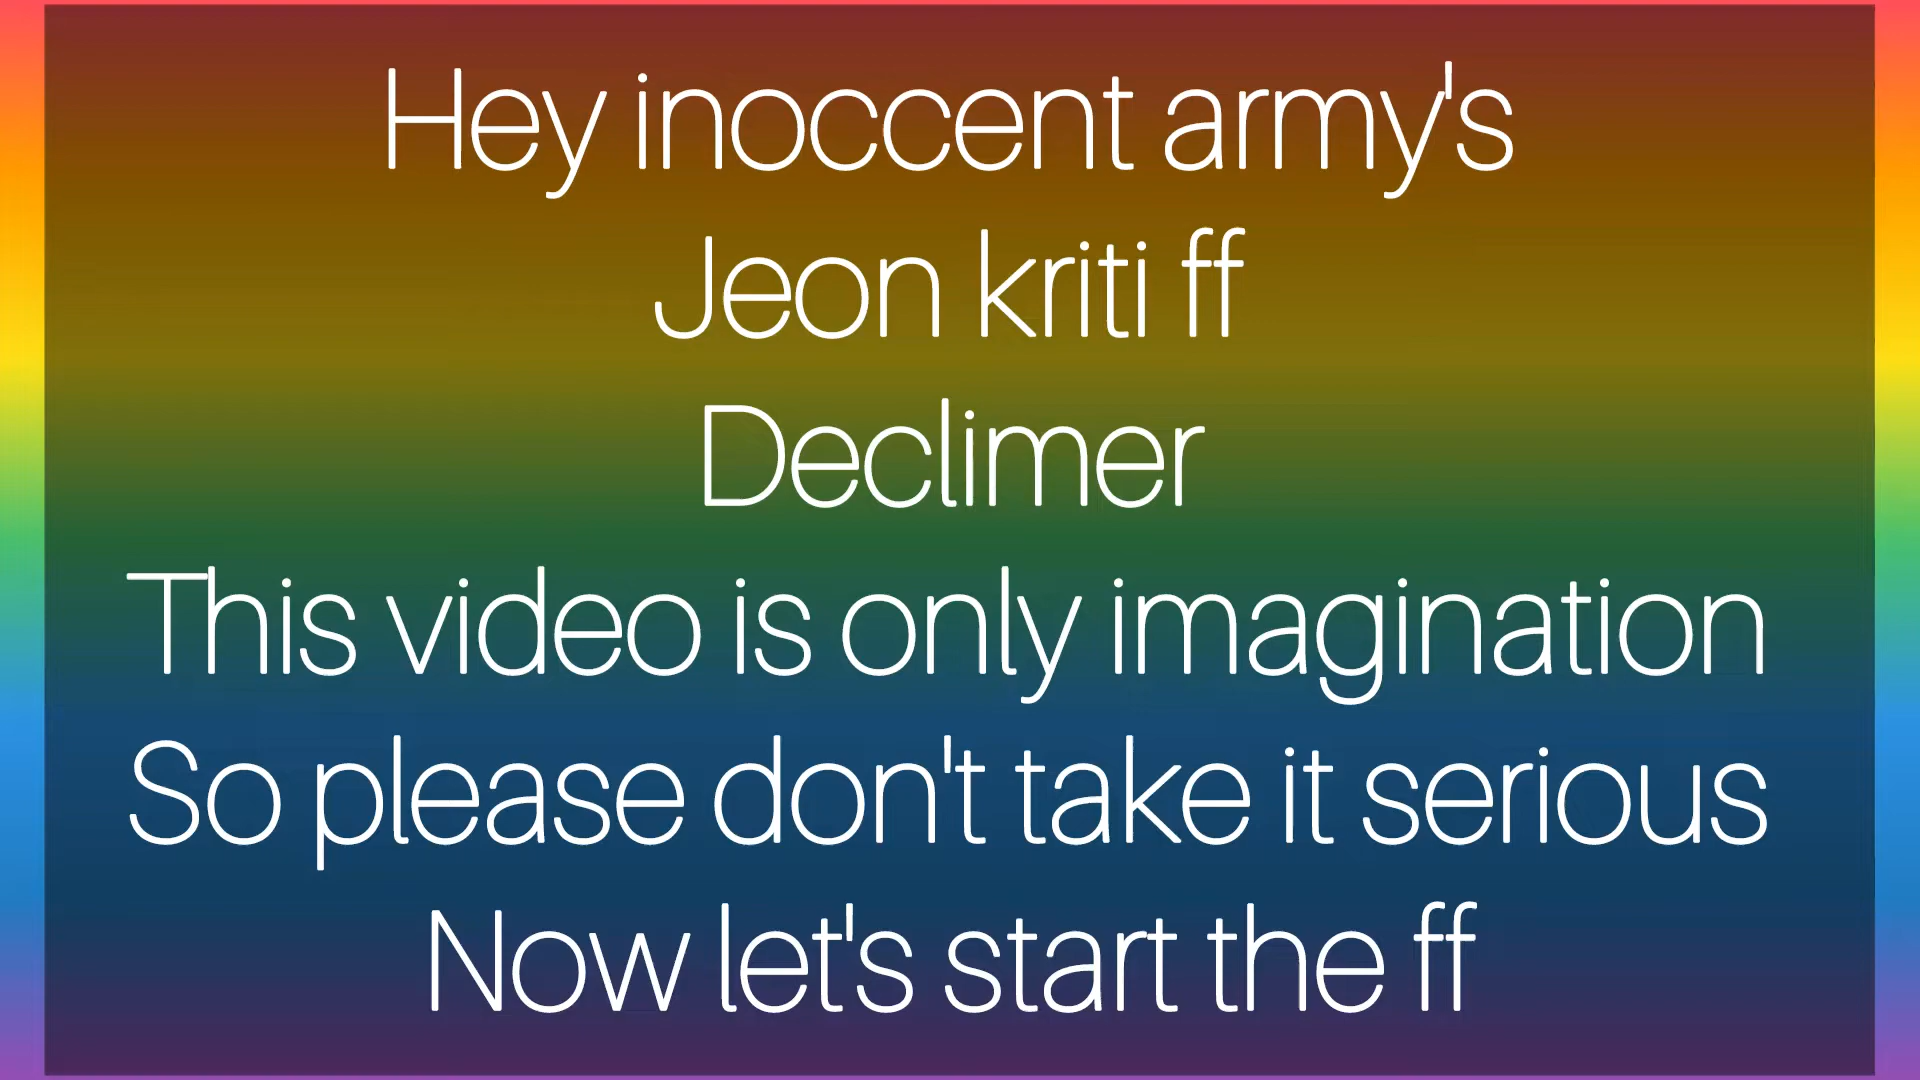 Hey inoccent army's
Jeon kriti ff
Declimer
This video is only imagination
So please don't take it serious
Now let's start the ff